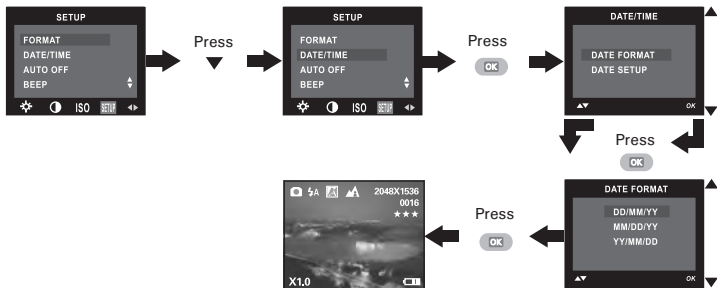 SETUP
FORMAT
DATE/TIME
AUTO OFF
BEEP
ISO SETUP
Press
SETUP
FORMAT
DATE/TIME
AUTO OFF
BEEP
ISO SETUP
Press
OK
DATE/TIME
DATE FORMAT
DATE SETUP
OK
Press
OK
DATE FORMAT
DD/MM/YY
MM/DD/YY
YY/MM/DD
OK
Press
OK
A 2048X1536
0016
X1.0